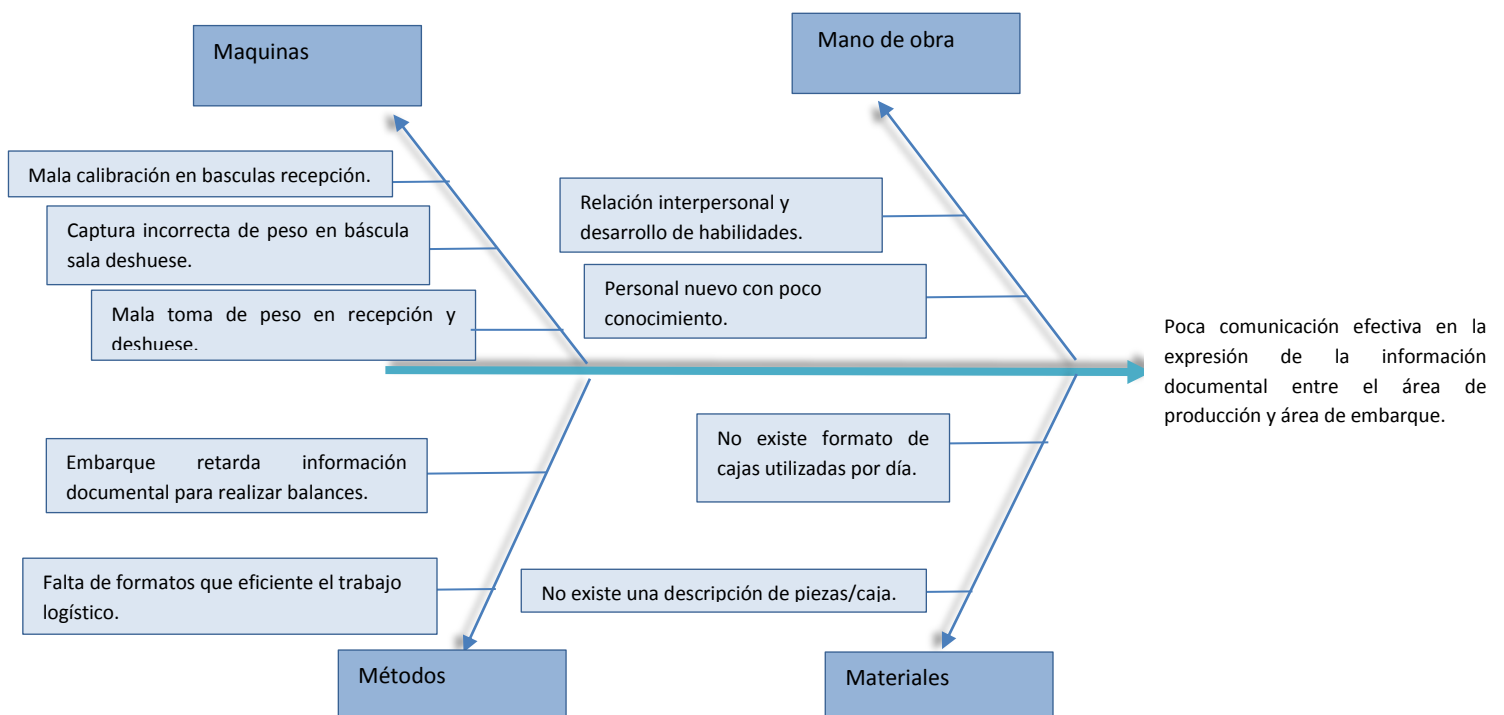 Maquinas
Mano de obra
Mala calibración en basculas recepción.
Captura incorrecta de peso en báscula
sala deshuese.
Mala toma de peso en recepción y
deshuese.
Relación interpersonal y
desarrollo de habilidades.
Personal nuevo con poco
conocimiento.
Poca comunicación efectiva en la
expresión de la información
documental entre el área de
producción y área de embarque.
Embarque retarda información
documental para realizar balances.
Falta de formatos que eficiente el trabajo
logístico.
No existe formato de
cajas utilizadas por día.
No existe una descripción de piezas/caja.
Métodos
Materiales